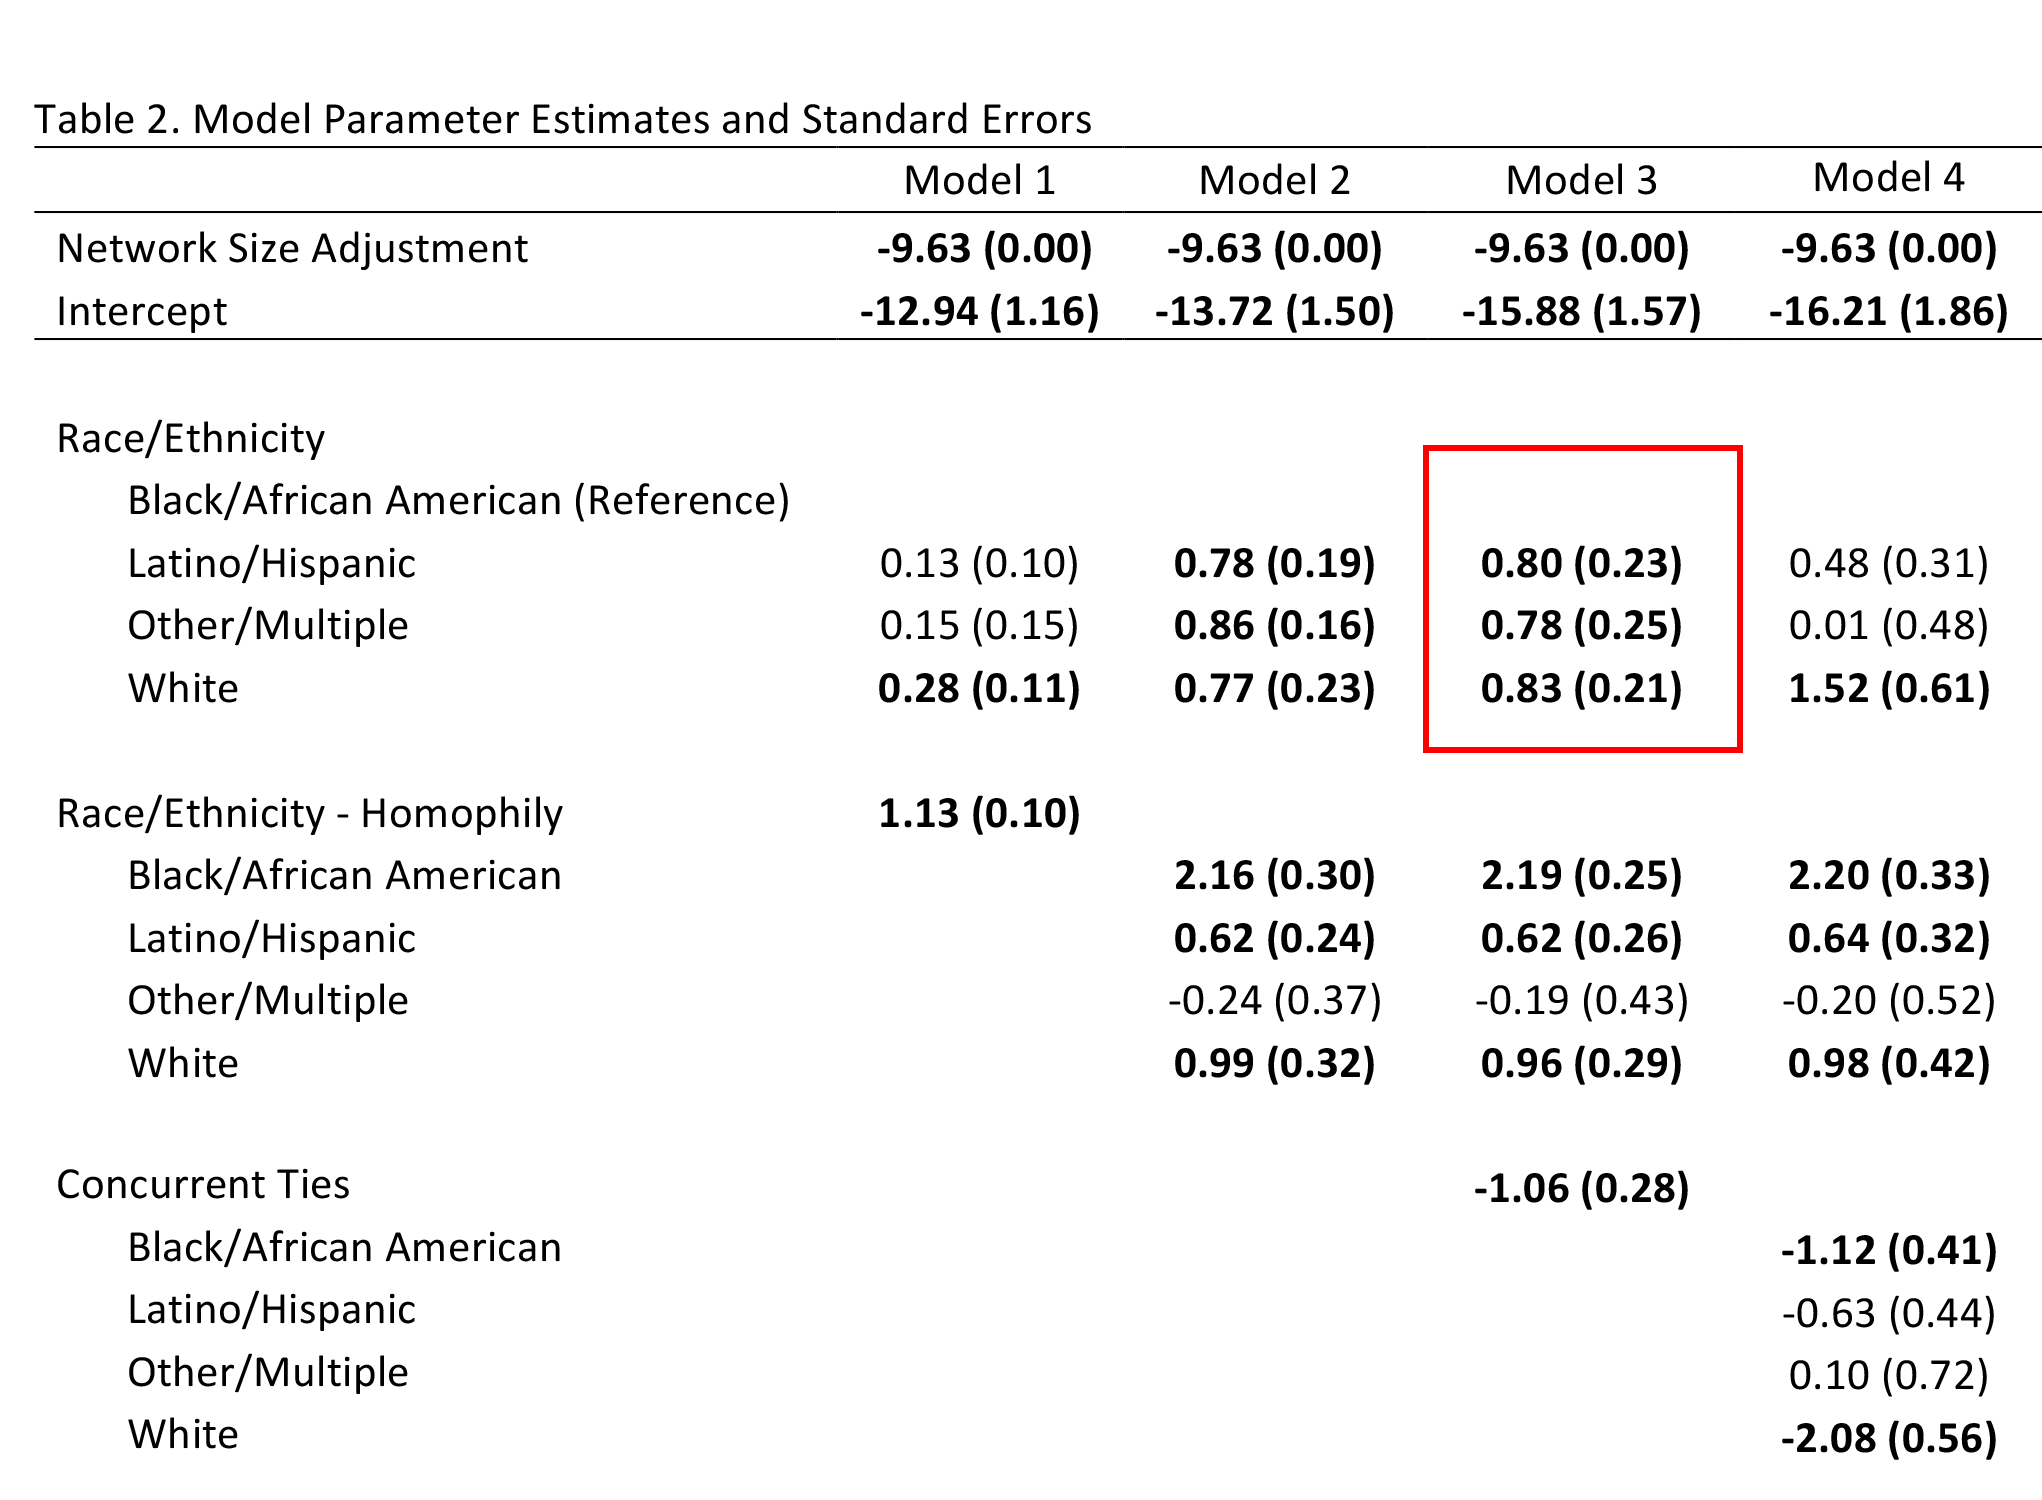 Table 2. Model Parameter Estimates and Standard Errors
Model 1 Model 2 Model 3 Model 4
Network Size Adjustment -9.63 (0.00) -9.63 (0.00) -9.63 (0.00) -9.63 (0.00)
Intercept -12.94 (1.16) -13.72 (1.50) -15.88 (1.57) -16.21 (1.86)
Race/Ethnicity
Black/African American (Reference)
Latino/Hispanic 0.13 (0.10) 0.78 (0.19) 0.80 (0.23) 0.48 (0.31)
Other/Multiple 0.15 (0.15) 0.86 (0.16) 0.78 (0.25) 0.01 (0.48)
White 0.28 (0.11) 0.77 (0.23) 0.83 (0.21) 1.52 (0.61)
Race/Ethnicity - Homophily 1.13 (0.10)
Black/African American 2.16 (0.30) 2.19 (0.25) 2.20 (0.33)
Latino/Hispanic 0.62 (0.24) 0.62 (0.26) 0.64 (0.32)
Other/Multiple -0.24 (0.37) -0.19 (0.43) -0.20 (0.52)
White 0.99 (0.32) 0.96 (0.29) 0.98 (0.42)
Concurrent Ties -1.06 (0.28)
Black/African American -1.12 (0.41)
Latino/Hispanic -0.63 (0.44)
Other/Multiple 0.10 (0.72)
White -2.08 (0.56)